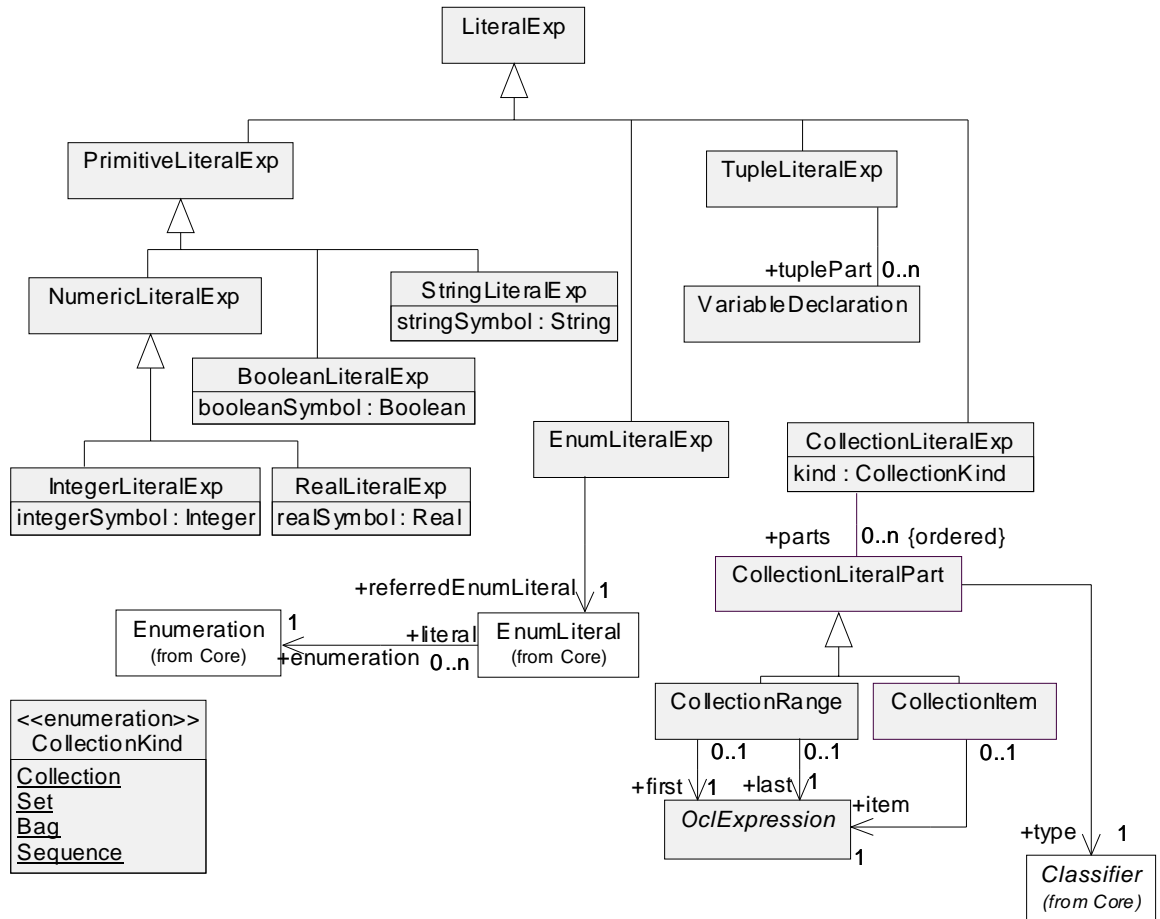 LiteralExp
PrimitiveLiteralExp
TupleLiteralExp
+tuplePart 0..n
NumericLiteralExp
StringLiteralExp
stringSymbol : String
VariableDeclaration
BooleanLiteralExp
booleanSymbol : Boolean
EnumLiteralExp
CollectionLiteralExp
kind : CollectionKind
IntegerLiteralExp
integerSymbol : Integer
RealLiteralExp
realSymbol : Real
+parts 0..n {ordered}
CollectionLiteralPart
+referredEnumLiteral 1
Enumeration
(from Core)
1
+enumeration
+literal
0..n
EnumLiteral
(from Core)
CollectionRange
CollectionItem
<<enumeration>>
CollectionKind
Collection
Set
Bag
Sequence
0..1
0..1
0..1
+first 1
+last 1
+item
1
OclExpression
+type 1
Classifier
(from Core)